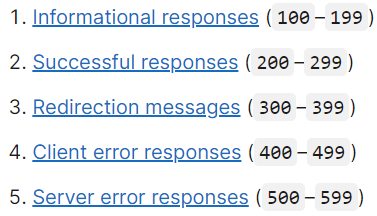 1. Informational responses (100–199)
2. Successful responses (200–299)
3. Redirection messages (300–399)
4. Client error responses (400–499)
5. Server error responses (500–599)